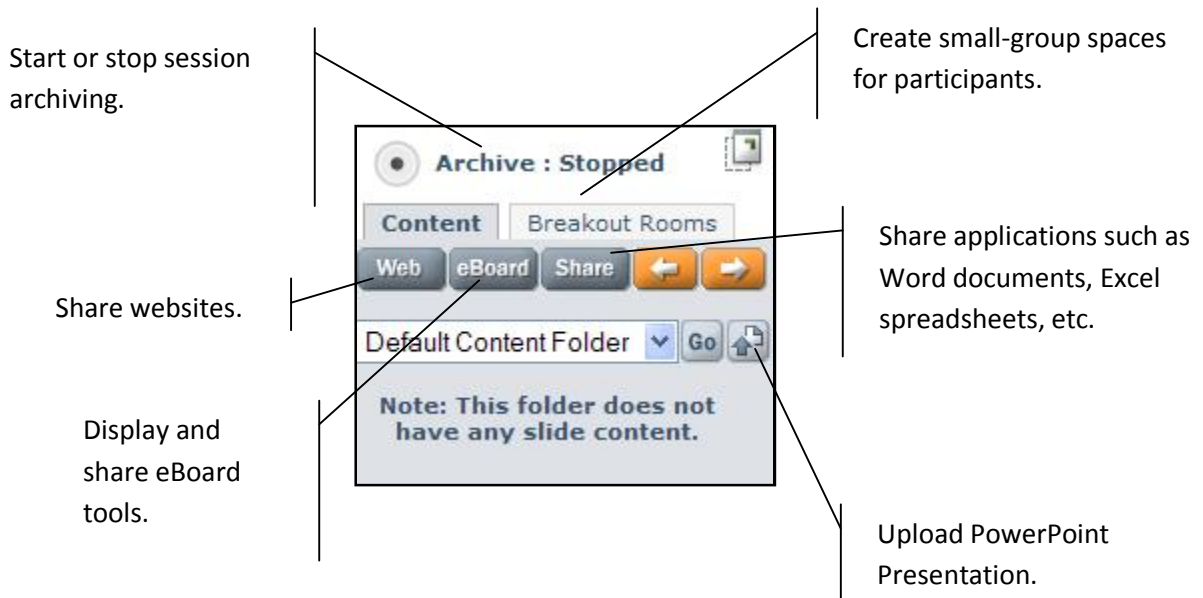 Start or stop session
archiving.
Create small-group spaces
for participants.
Archive : Stopped
Content Breakout Rooms
Web eBoard Share
Share applications such as
Word documents, Excel
spreadsheets, etc.
Share websites.
Default Content Folder Go
Note: This folder does not
have any slide content.
Display and
share eBoard
tools.
Upload PowerPoint
Presentation.